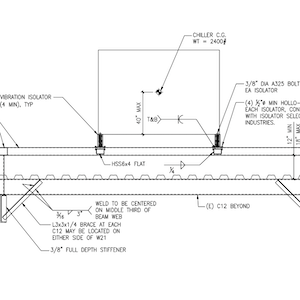 CHILLER C.G.
WT = 2400#
3/8" DIA A325 BOLT
EA ISOLATOR
VIBRATION ISOLATOR
(4 MIN), TYP
40" MAX
T&B
(4) ½"ø MIN HOLLO-
EACH ISOLATOR, CON
WITH ISOLATOR SELEC
INDUSTRIES.
12" MIN
18" MAX
HSS6x4 FLAT
¼
WELD TO BE CENTERED
ON MIDDLE THIRD OF
BEAM WEB
3/16 3"
(E) C12 BEYOND
L3x3x1/4 BRACE AT EACH
C12 MAY BE LOCATED ON
EITHER SIDE OF W21
3/8" FULL DEPTH STIFFENER